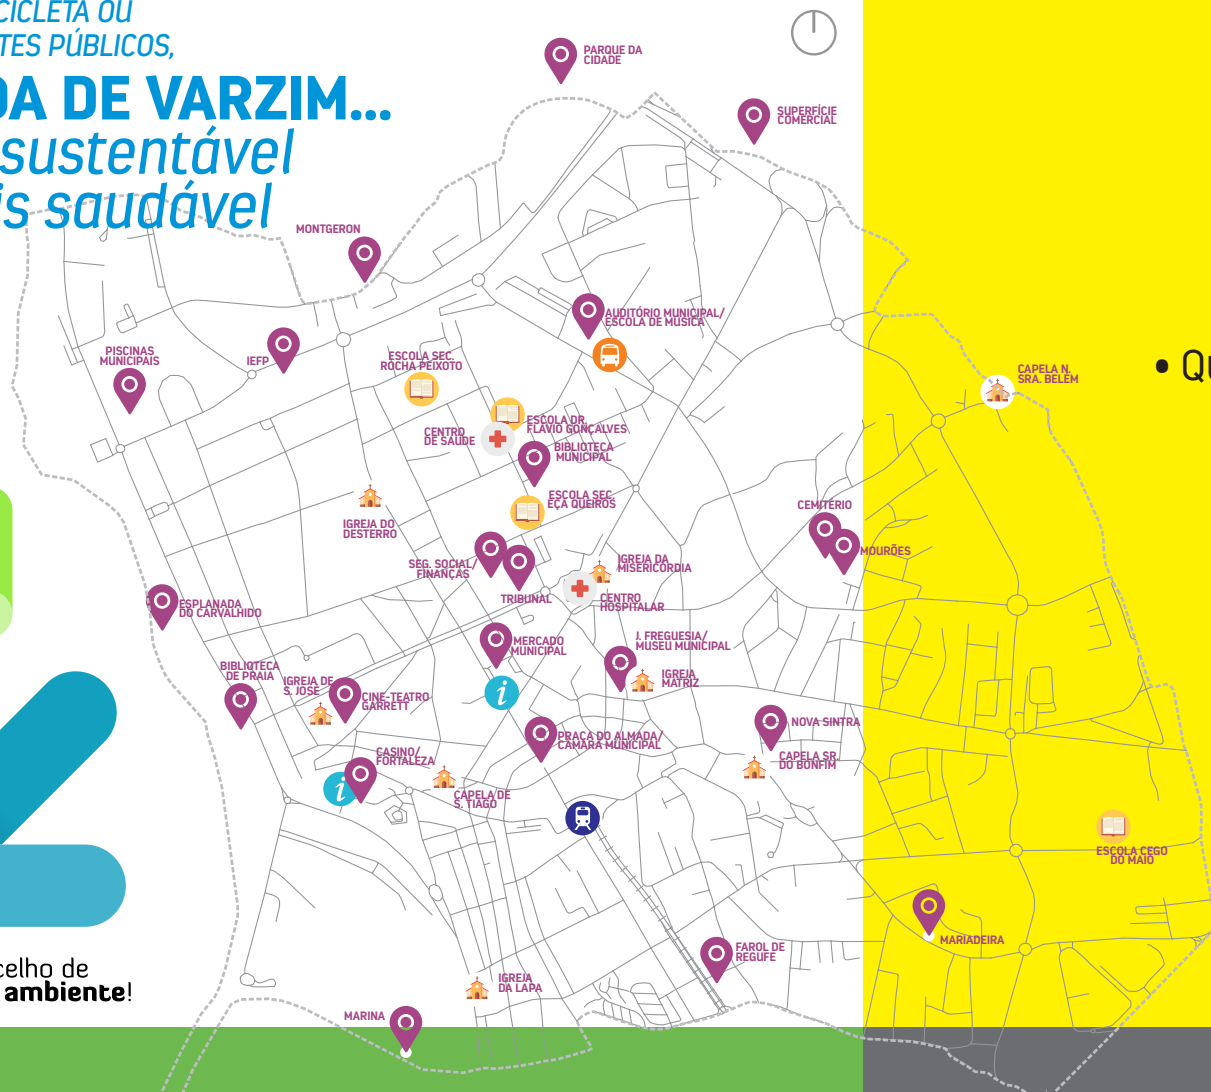 CICLETA OU
TES PÚBLICOS,
DA DE VARZIM...
sustentável
is saudável
PARQUE DA
CIDADE
SUPERFÍCIE
COMERCIAL
MONTGERON
AUDITÓRIO MUNICIPAL/
ESCOLA DE MÚSICA
PISCINAS
MUNICIPAIS
IEFP
ESCOLA SEC.
ROCHA PEIXOTO
CAPELA N.
SRA. BELÉM
• Qu
ESCOLA DR.
FLÁVIO GONÇALVES
CENTRO
DE SAÚDE
BIBLIOTECA
MUNICIPAL
ESCOLA SEC.
EÇA QUEIRÓS
CEMITÉRIO
MOURÕES
IGREJA DO
DESTERRO
SEG. SOCIAL/
FINANÇAS
TRIBUNAL
IGREJA DA
MISERICÓRDIA
CENTRO
HOSPITALAR
ESPLANADA
DO CARVALHIDO
MERCADO
MUNICIPAL
J. FREGUESIA/
MUSEU MUNICIPAL
IGREJA
MATRIZ
BIBLIOTECA
DE PRAIA
IGREJA DE
S. JOSÉ
CINE-TEATRO
GARRETT
i
NOVA SINTRA
PRAÇA DO ALMADA/
CÂMARA MUNICIPAL
CASINO/
FORTALEZA
i
CAPELA SR.
DO BONFIM
CAPELA DE
S. TIAGO
ESCOLA CEGO
DO MAIO
MARIADEIRA
FAROL DE
REGUFE
celho de
ambiente!
IGREJA
DA LAPA
MARINA